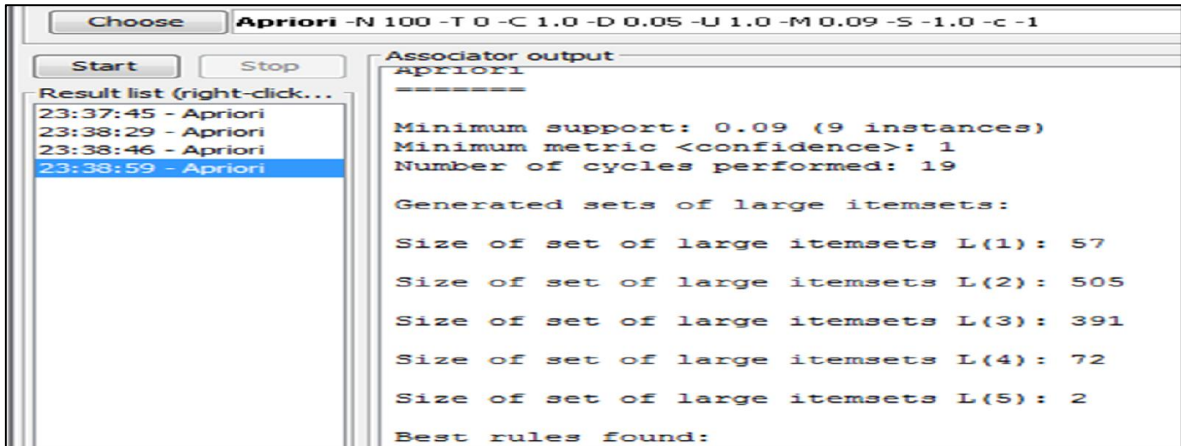 Choose Apriori -N 100 -T 0 -C 1.0 -D 0.05 -U 1.0 -M 0.09 -S -1.0 -c -1
Start Stop
Result list (right-click...
23:37:45 - Apriori
23:38:29 - Apriori
23:38:46 - Apriori
23:38:59 - Apriori
Associator output
Apriori
=======
Minimum support: 0.09 (9 instances)
Minimum metric <confidence>: 1
Number of cycles performed: 19
Generated sets of large itemsets:
Size of set of large itemsets L(1): 57
Size of set of large itemsets L(2): 505
Size of set of large itemsets L(3): 391
Size of set of large itemsets L(4): 72
Size of set of large itemsets L(5): 2
Best rules found: